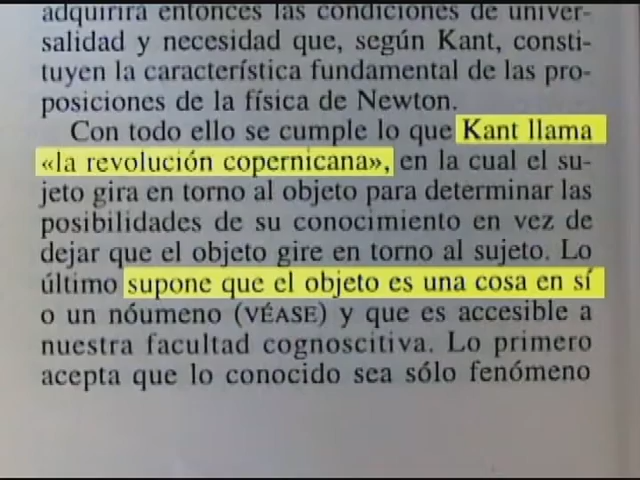 adquirirá entonces las condiciones de univer-
salidad y necesidad que, según Kant, consti-
tuyen la característica fundamental de las pro-
posiciones de la física de Newton.
Con todo ello se cumple lo que Kant llama
«la revolución copernicana», en la cual el su-
jeto gira en torno al objeto para determinar las
posibilidades de su conocimiento en vez de
dejar que el objeto gire en torno al sujeto. Lo
último supone que el objeto es una cosa en sí
o un nóumeno (VÉASE) y que es accesible a
nuestra facultad cognoscitiva. Lo primero
acepta que lo conocido sea sólo fenómeno